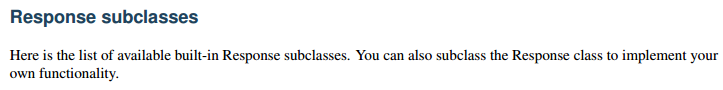 Response subclasses
Here is the list of available built-in Response subclasses. You can also subclass the Response class to implement your
own functionality.